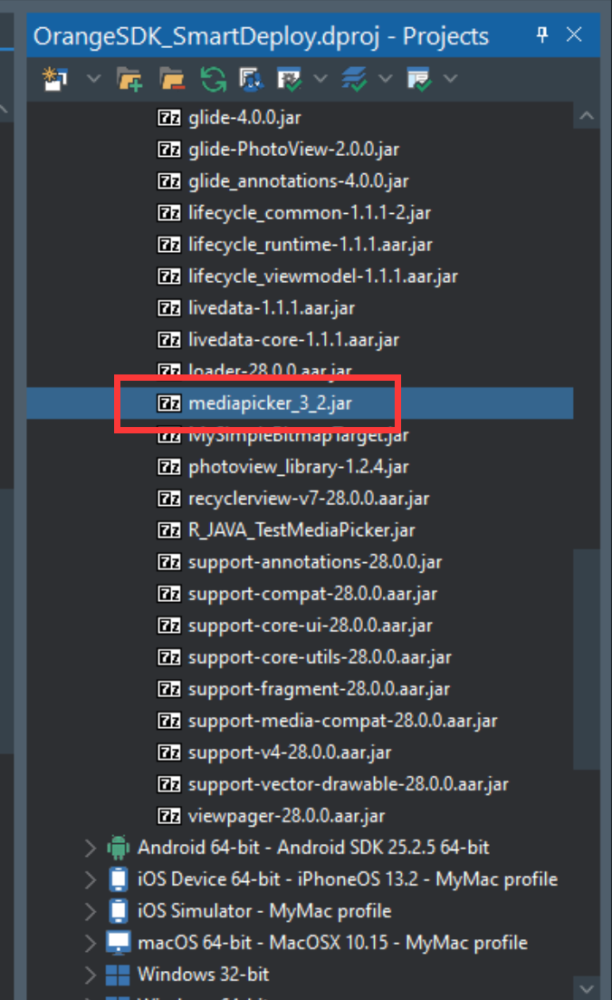 OrangeSDK_SmartDeploy.dproj - Projects
glide-4.0.0.jar
glide-PhotoView-2.0.0.jar
glide_annotations-4.0.0.jar
lifecycle_common-1.1.1-2.jar
lifecycle_runtime-1.1.1.aar.jar
lifecycle_viewmodel-1.1.1.aar.jar
livedata-1.1.1.aar.jar
livedata-core-1.1.1.aar.jar
loader-28.0.0.aar.jar
mediapicker_3_2.jar
MySimpleBitmapTarget.jar
photoview_library-1.2.4.jar
recyclerview-v7-28.0.0.aar.jar
R_JAVA_TestMediaPicker.jar
support-annotations-28.0.0.jar
support-compat-28.0.0.aar.jar
support-core-ui-28.0.0.aar.jar
support-core-utils-28.0.0.aar.jar
support-fragment-28.0.0.aar.jar
support-media-compat-28.0.0.aar.jar
support-v4-28.0.0.aar.jar
support-vector-drawable-28.0.0.aar.jar
viewpager-28.0.0.aar.jar
Android 64-bit - Android SDK 25.2.5 64-bit
iOS Device 64-bit - iPhoneOS 13.2 - MyMac profile
iOS Simulator - MyMac profile
macOS 64-bit - MacOSX 10.15 - MyMac profile
Windows 32-bit